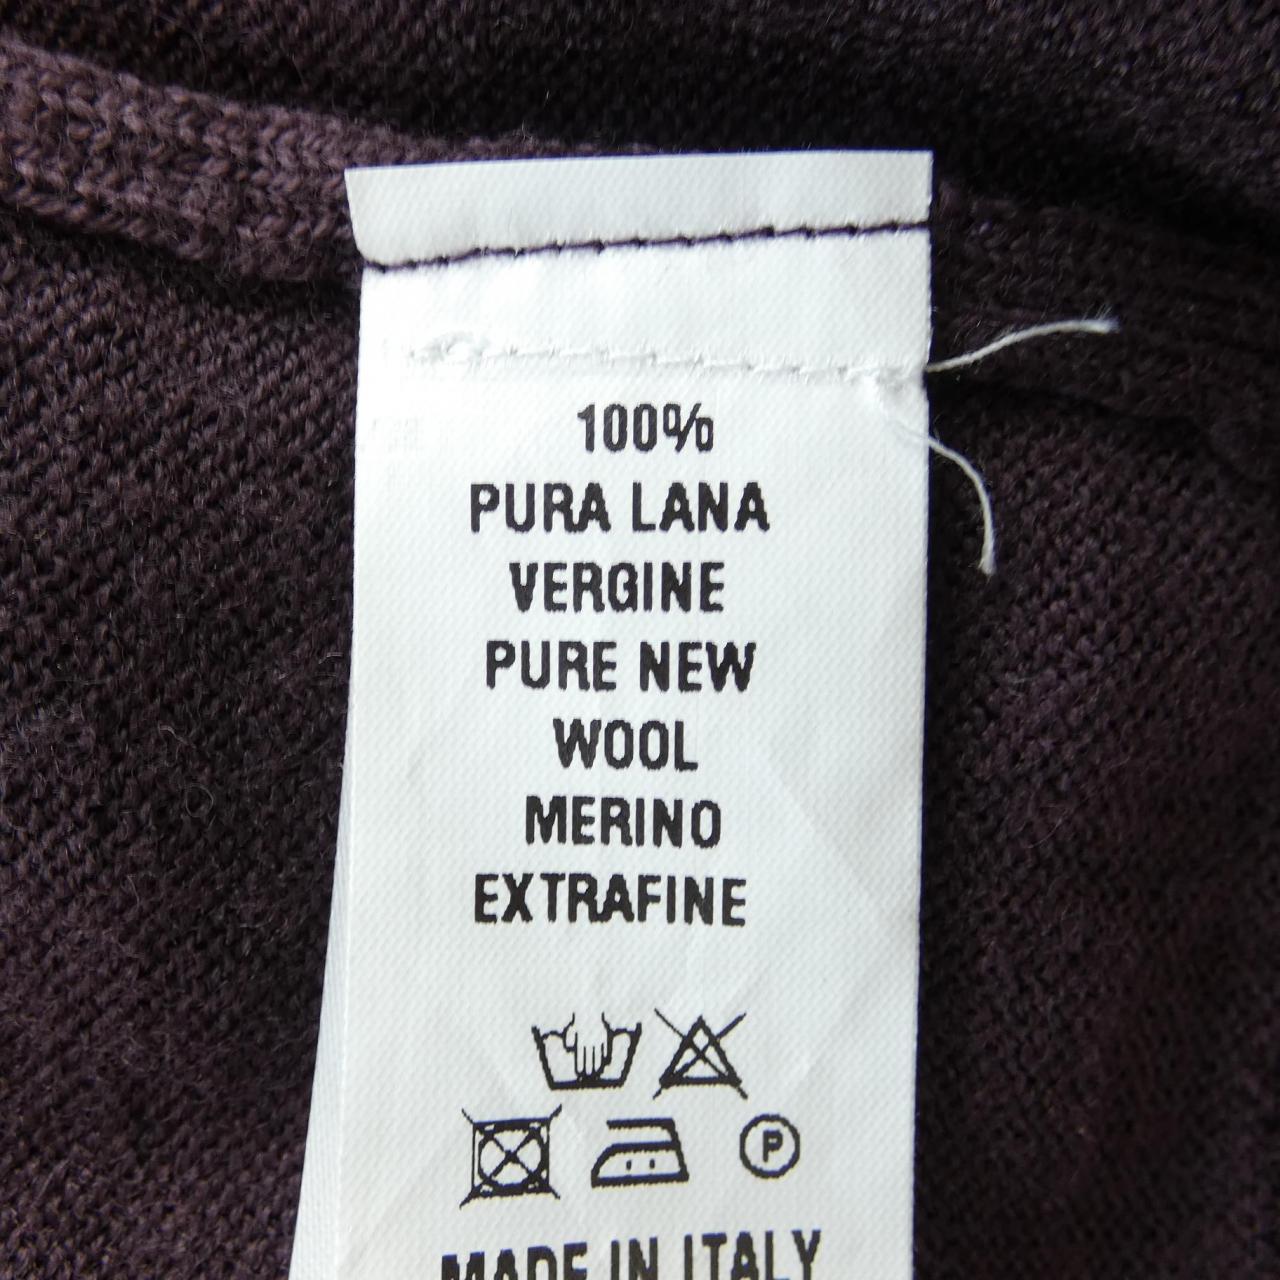 100%
PURA LANA
VERGINE
PURE NEW
WOOL
MERINO
EXTRAFINE
P
MADE IN ITALY